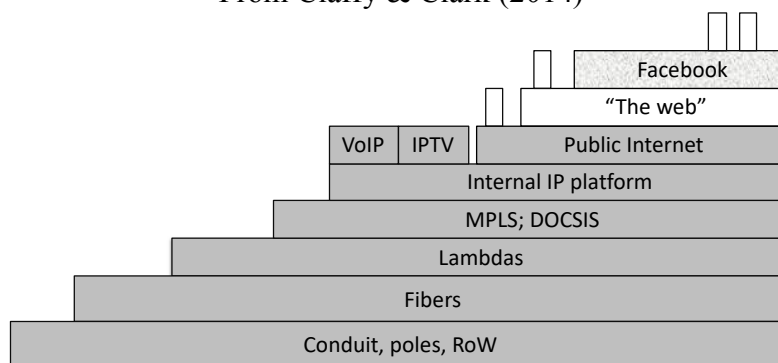 From Claffy & Clark (2014)
Facebook
“The web”
VoIP IPTV Public Internet
Internal IP platform
MPLS; DOCSIS
Lambdas
Fibers
Conduit, poles, RoW